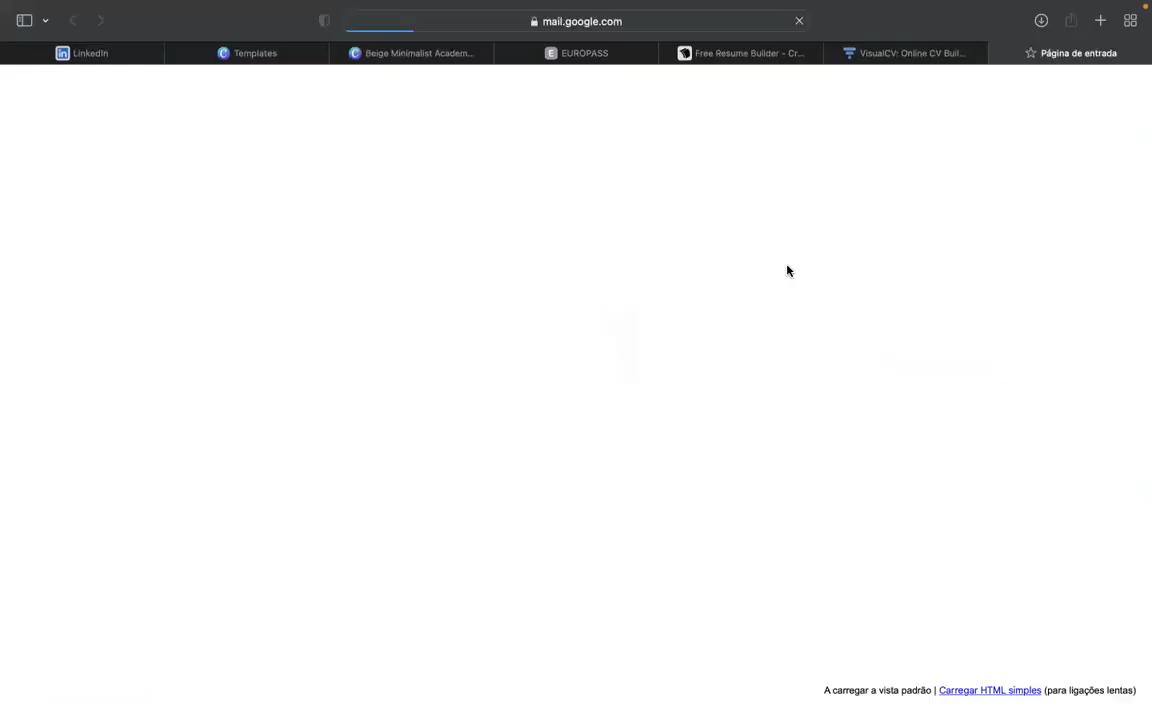 mail.google.com
LinkedIn
Templates
Beige Minimalist Academ...
EUROPASS
Free Resume Builder - Cr...
VisualCV: Online CV Buil...
Página de entrada
A carregar a vista padrão | Carregar HTML simples (para ligações lentas)